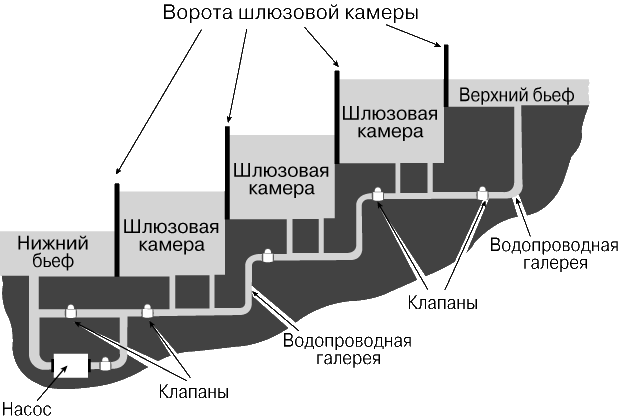 Ворота шлюзовой камеры
Верхний бьеф
Шлюзовая
камера
Шлюзовая
камера
Шлюзовая
камера
Нижний
бьеф
Водопроводная
галерея
Клапаны
Водопроводная
галерея
Клапаны
Насос